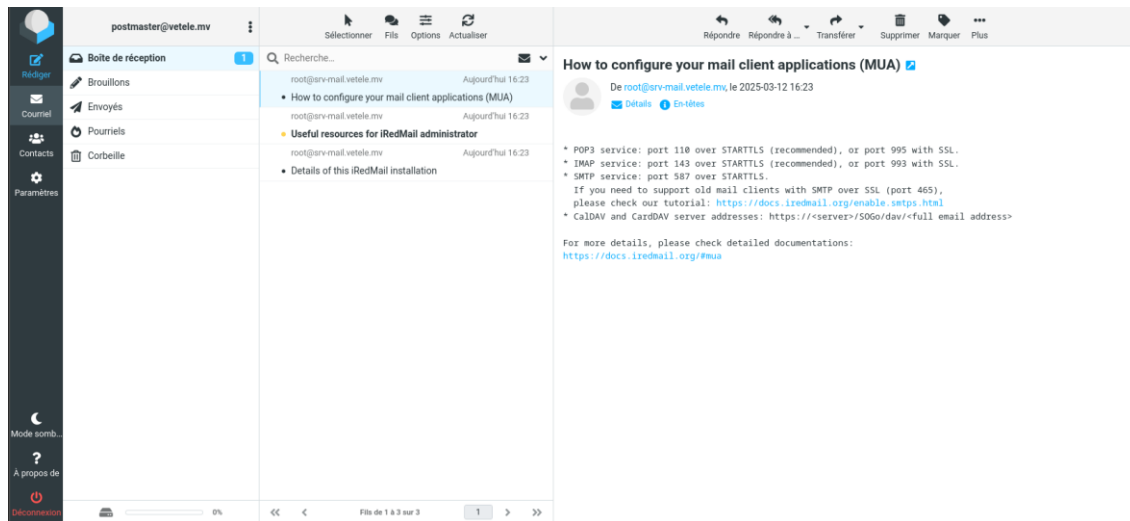 postmaster@vetele.mv
Sélectionner Fils Options Actualiser
Répondre Répondre à ... Transférer Supprimer Marquer Plus
Rédiger
Courriel
Contacts
Paramètres
Mode somb...
À propos de
Déconnexion
Boîte de réception 1
Brouillons
Envoyés
Pourriels
Corbeille
0%
Recherche...
root@srv-mail.vetele.mv Aujourd'hui 16:23
• How to configure your mail client applications (MUA)
root@srv-mail.vetele.mv Aujourd'hui 16:23
• Useful resources for iRedMail administrator
root@srv-mail.vetele.mv Aujourd'hui 16:23
• Details of this iRedMail installation
Fils de 1 à 3 sur 3 1
How to configure your mail client applications (MUA)
De root@srv-mail.vetele.mv, le 2025-03-12 16:23
Détails En-têtes
* POP3 service: port 110 over STARTTLS (recommended), or port 995 with SSL.
* IMAP service: port 143 over STARTTLS (recommended), or port 993 with SSL.
* SMTP service: port 587 over STARTTLS.
If you need to support old mail clients with SMTP over SSL (port 465),
please check our tutorial: https://docs.iredmail.org/enable.smtps.html
* CalDAV and CardDAV server addresses: https://<server>/SOGo/dav/<full email address>
For more details, please check detailed documentations:
https://docs.iredmail.org/#mua